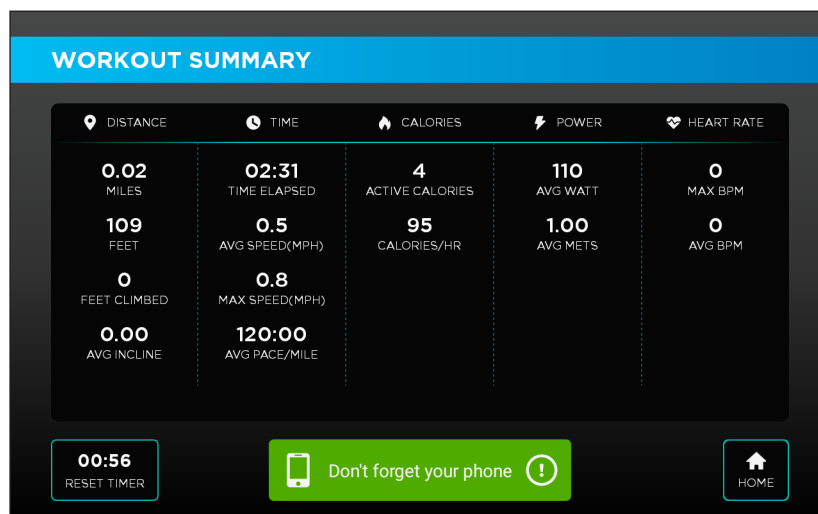 WORKOUT SUMMARY
DISTANCE
TIME
CALORIES
POWER
HEART RATE
0.02
MILES
109
FEET
0
FEET CLIMBED
0.00
AVG INCLINE
02:31
TIME ELAPSED
0.5
AVG SPEED(MPH)
0.8
MAX SPEED(MPH)
120:00
AVG PACE/MILE
4
ACTIVE CALORIES
95
CALORIES/HR
110
AVG WATT
1.00
AVG METS
0
MAX BPM
0
AVG BPM
00:56
RESET TIMER
Don't forget your phone
HOME